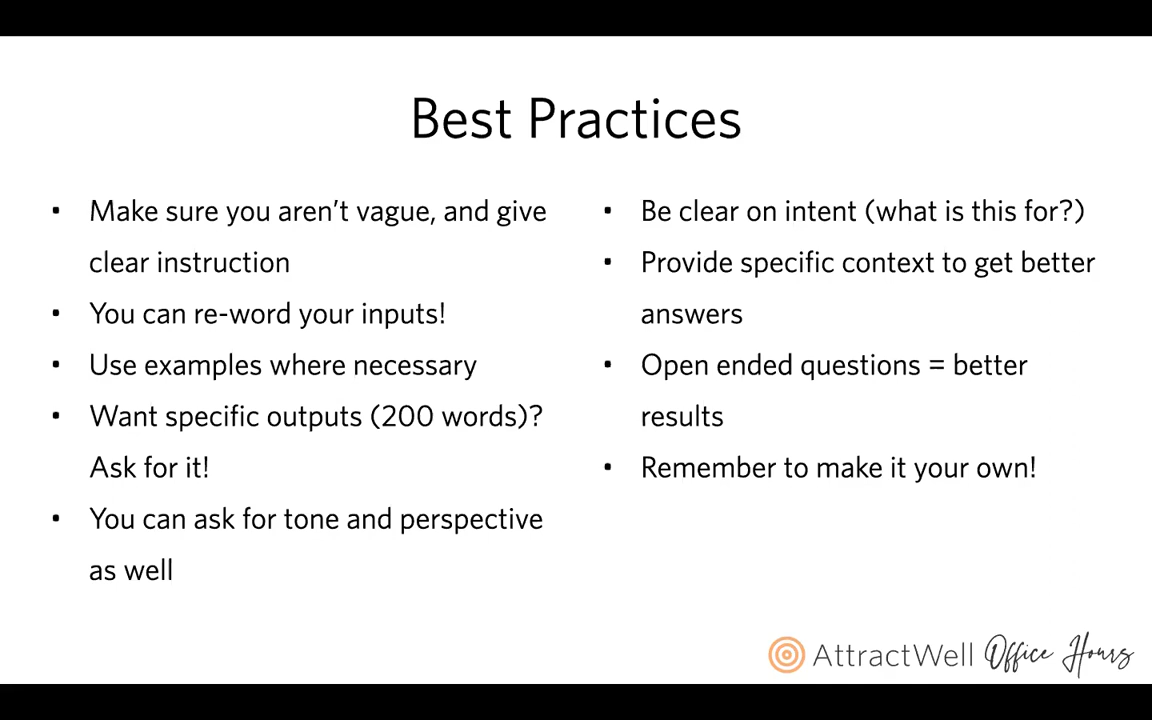 Best Practices
• Make sure you aren't vague, and give
clear instruction
• You can re-word your inputs!
• Use examples where necessary
• Want specific outputs (200 words)?
Ask for it!
• You can ask for tone and perspective
as well
• Be clear on intent (what is this for?)
• Provide specific context to get better
answers
• Open ended questions = better
results
• Remember to make it your own!
AttractWell Office Hours